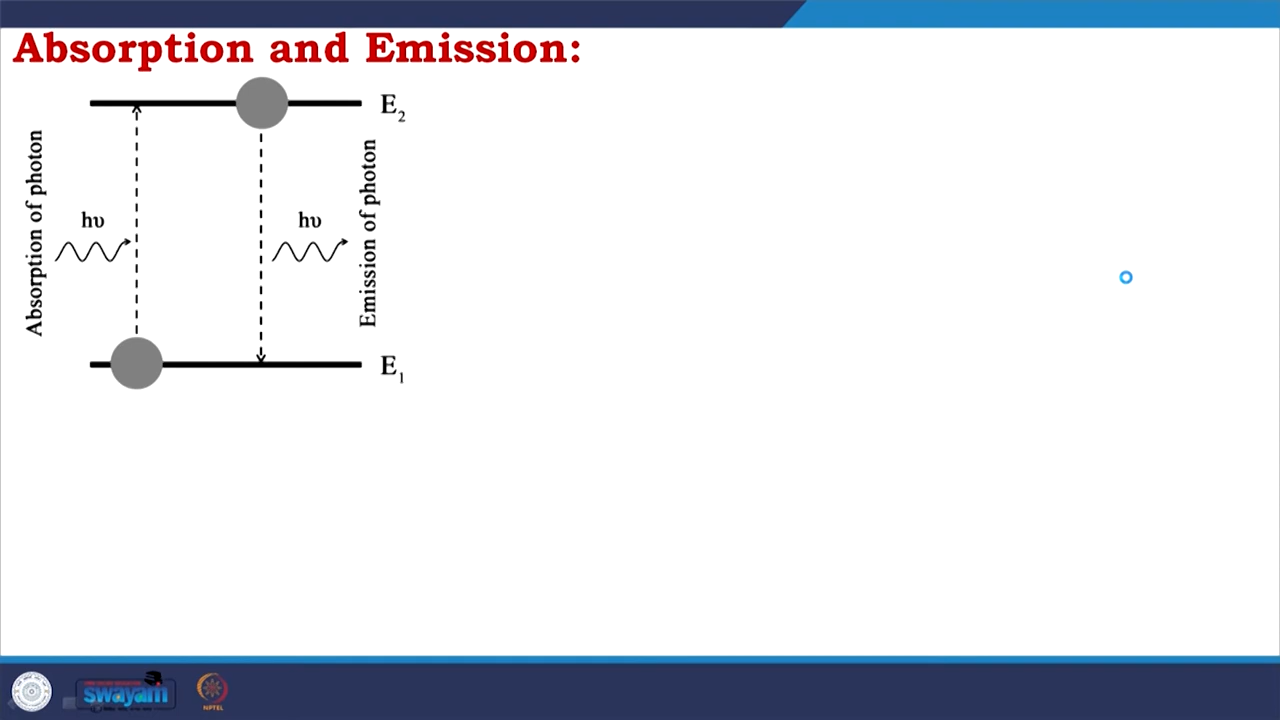 Absorption and Emission:
E2
Absorption of photon
hυ
hυ
Emission of photon
E1
swayam
NPTEL